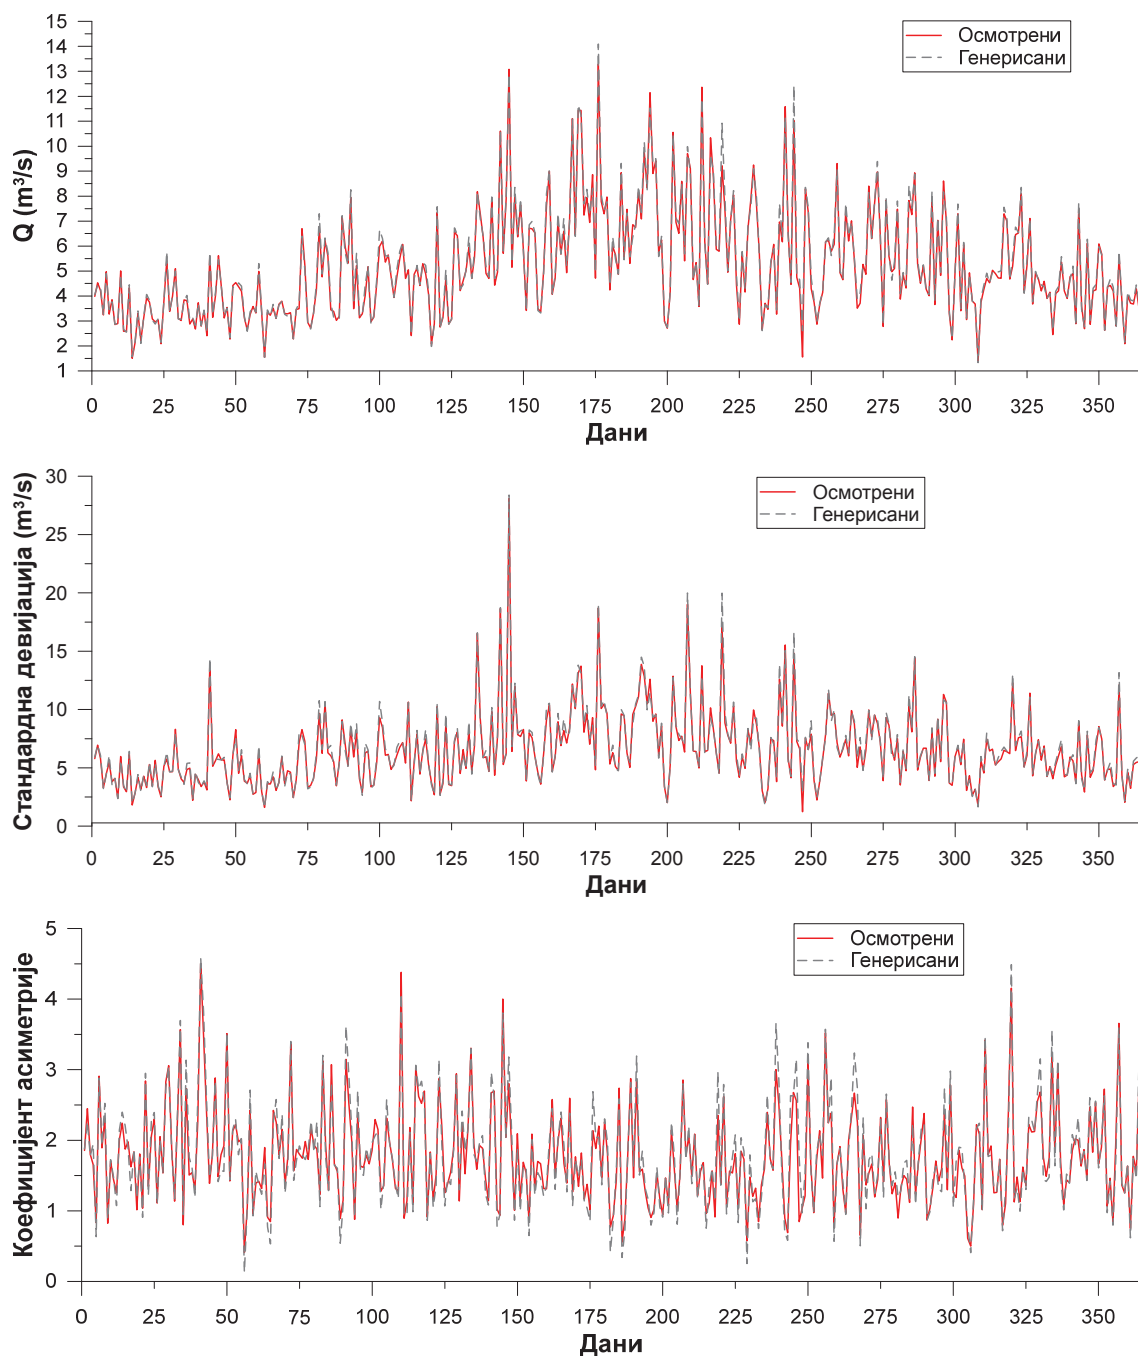 15
14
13
12
11
10
9
8
7
6
5
4
3
2
1
Q (m³/s)
Осмотрени
Генерисани
0 25 50 75 100 125 150 175 200 225 250 275 300 325 350
Дани
30
25
20
15
10
5
0
Стандардна девијација (m³/s)
Осмотрени
Генерисани
0 25 50 75 100 125 150 175 200 225 250 275 300 325 350
Дани
5
4
3
2
1
0
Коефицијент асиметрије
Осмотрени
Генерисани
0 25 50 75 100 125 150 175 200 225 250 275 300 325 350
Дани